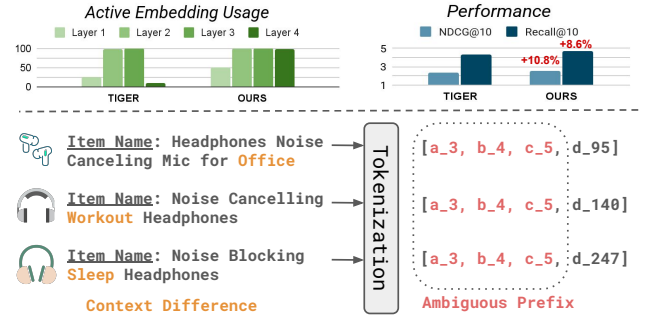 Active Embedding Usage
Layer 1 Layer 2 Layer 3 Layer 4
100
50
0
TIGER OURS
Performance
NDCG@10 Recall@10
5
3
1
+10.8%
+8.6%
TIGER OURS
Item Name: Headphones Noise
Canceling Mic for Office
Item Name: Noise Cancelling
Workout Headphones
Item Name: Noise Blocking
Sleep Headphones
Context Difference
Tokenization
[a_3, b_4, c_5, d_95]
[a_3, b_4, c_5, d_140]
[a_3, b_4, c_5, d_247]
Ambiguous Prefix